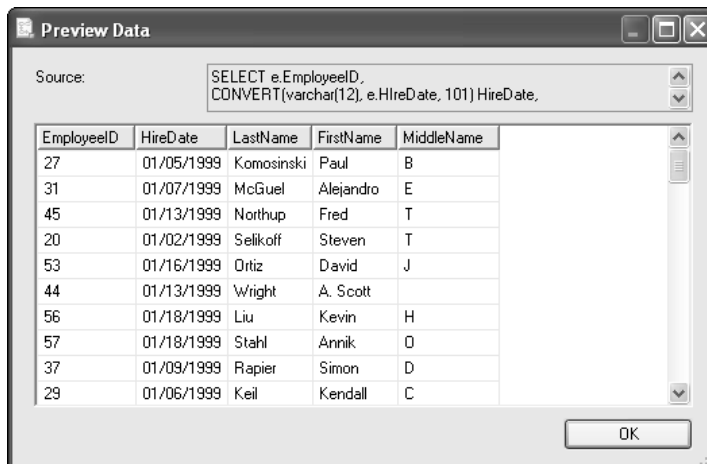 Preview Data
Source:
SELECT e.EmployeeID,
CONVERT(varchar(12), e.HIreDate, 101) HireDate,
EmployeeID HireDate LastName FirstName MiddleName
27 01/05/1999 Komosinski Paul B
31 01/07/1999 McGuel Alejandro E
45 01/13/1999 Northup Fred T
20 01/02/1999 Selikoff Steven T
53 01/16/1999 Ortiz David J
44 01/13/1999 Wright A. Scott
56 01/18/1999 Liu Kevin H
57 01/18/1999 Stahl Annik O
37 01/09/1999 Rapier Simon D
29 01/06/1999 Keil Kendall C
OK